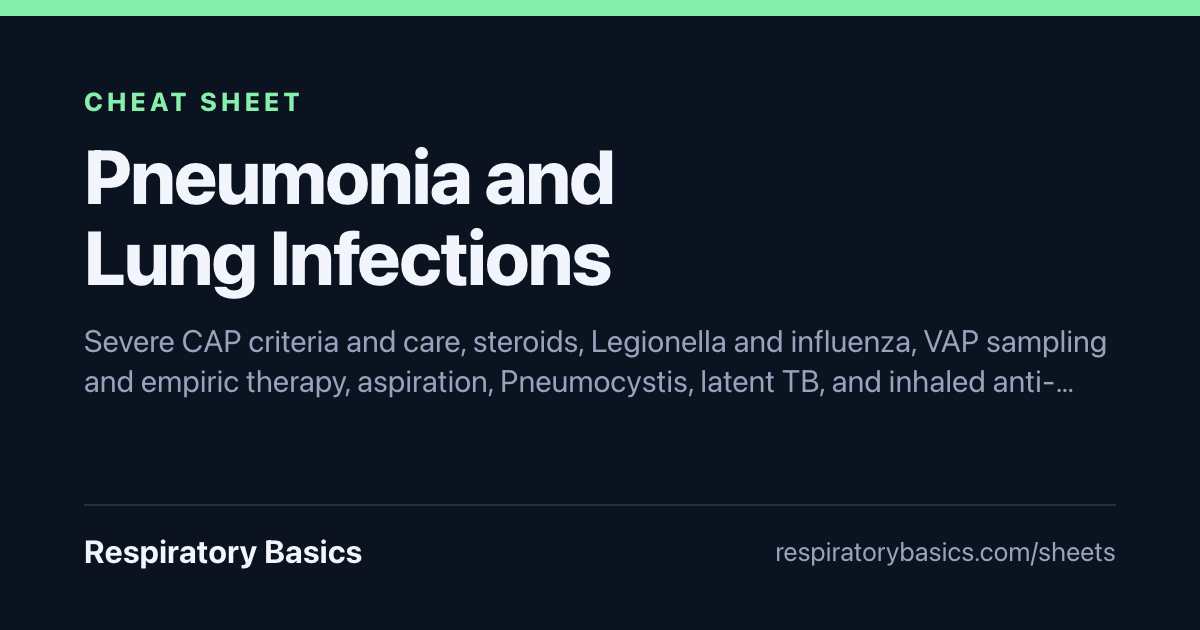 CHEAT SHEET
Pneumonia and
Lung Infections
Severe CAP criteria and care, steroids, Legionella and influenza, VAP sampling
and empiric therapy, aspiration, Pneumocystis, latent TB, and inhaled anti-…
Respiratory Basics
respiratorybasics.com/sheets